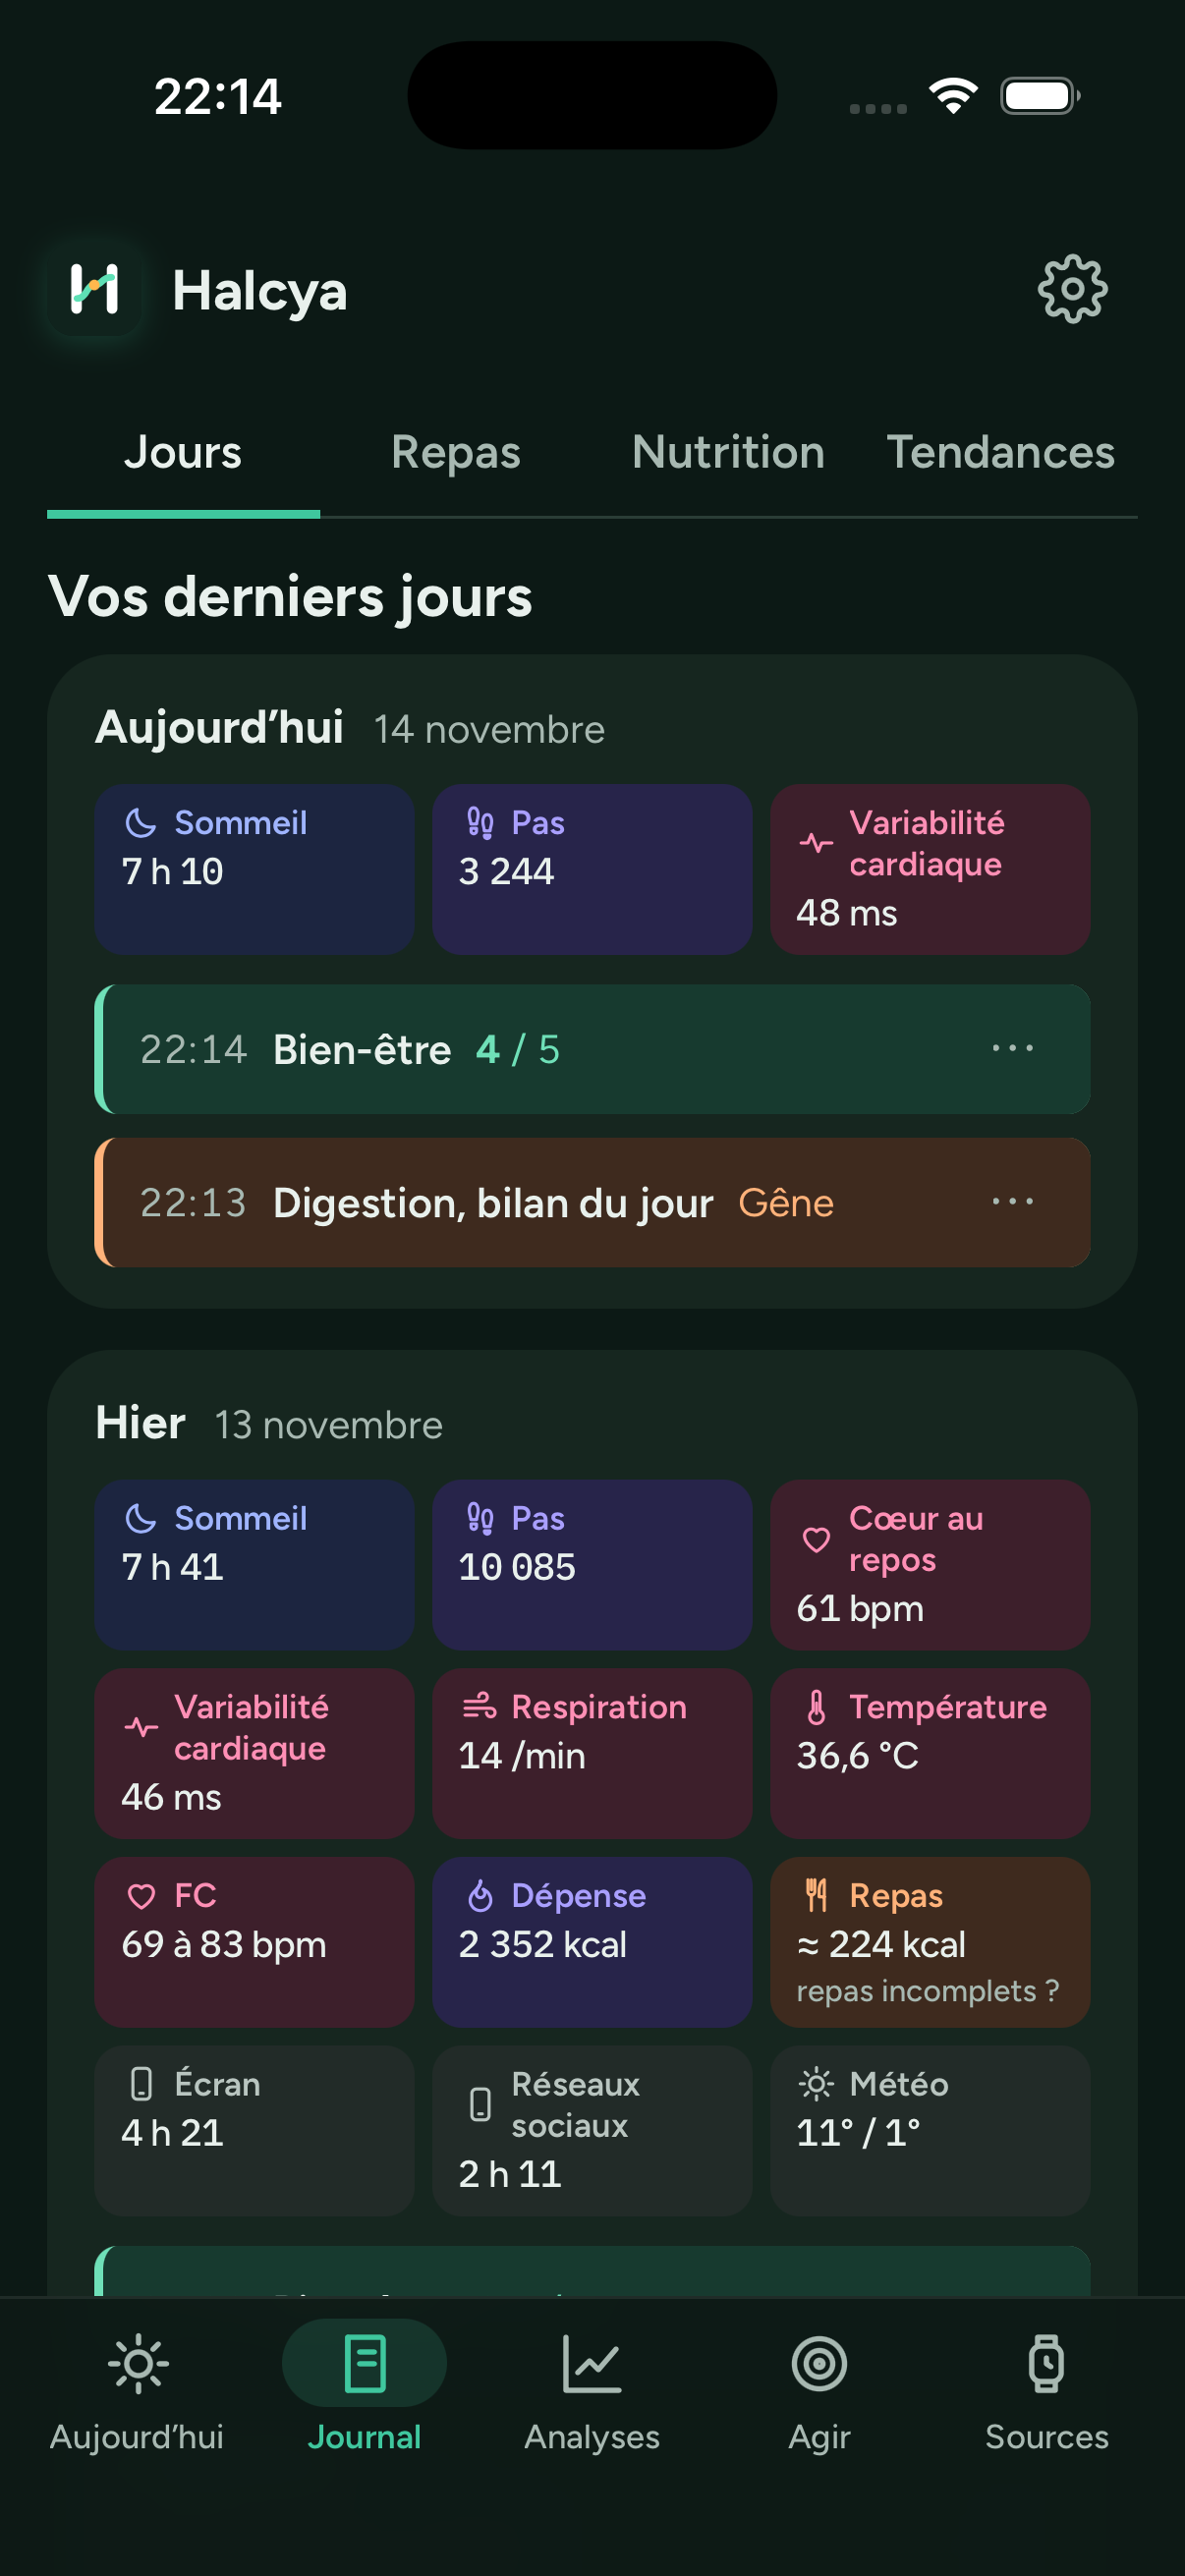 22:14
Halcya
Jours Repas Nutrition Tendances
Vos derniers jours
Aujourd’hui 14 novembre
Sommeil
7 h 10
Pas
3 244
Variabilité
cardiaque
48 ms
22:14 Bien-être 4 / 5
22:13 Digestion, bilan du jour Gêne
Hier 13 novembre
Sommeil
7 h 41
Pas
10 085
Cœur au
repos
61 bpm
Variabilité
cardiaque
46 ms
Respiration
14 /min
Température
36,6 °C
FC
69 à 83 bpm
Dépense
2 352 kcal
Repas
≈ 224 kcal
repas incomplets ?
Écran
4 h 21
Réseaux
sociaux
2 h 11
Météo
11° / 1°
Aujourd’hui Journal Analyses Agir Sources